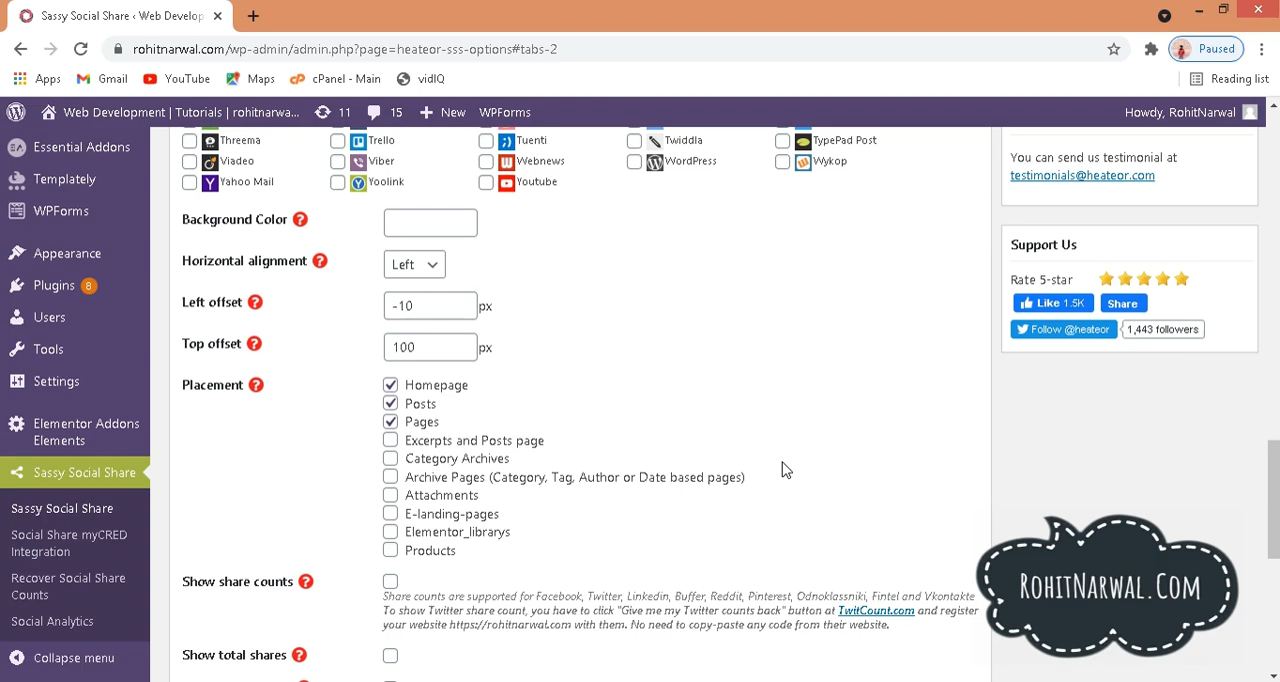 Sassy Social Share ‹ Web Develop
rohitnarwal.com/wp-admin/admin.php?page=heateor-sss-options#tabs-2
Paused
Apps
Gmail
YouTube
Maps
cPanel - Main
vidIQ
Reading list
Web Development | Tutorials | rohitnarwa...
11
15
New
WPForms
Howdy, RohitNarwal
Essential Addons
Templately
WPForms
Appearance
Plugins 8
Users
Tools
Settings
Elementor Addons
Elements
Sassy Social Share
Sassy Social Share
Social Share myCRED
Integration
Recover Social Share
Counts
Social Analytics
Collapse menu
Threema
Trello
Tuenti
Twiddla
TypePad Post
Viadeo
Viber
Webnews
WordPress
Wykop
Yahoo Mail
Yoolink
Youtube
Background Color ?
Horizontal alignment ? Left
Left offset ? -10 px
Top offset ? 100 px
Placement ? Homepage
Posts
Pages
Excerpts and Posts page
Category Archives
Archive Pages (Category, Tag, Author or Date based pages)
Attachments
E-landing-pages
Elementor_librarys
Products
Show share counts ?
Share counts are supported for Facebook, Twitter, Linkedin, Buffer, Reddit, Pinterest, Odnoklassniki, Fintel and Vkontakte
To show Twitter share count, you have to click "Give me my Twitter counts back" button at TwitCount.com and register
your website https://rohitnarwal.com with them. No need to copy-paste any code from their website.
Show total shares ?
You can send us testimonial at
testimonials@heateor.com
Support Us
Rate 5-star
Like 1.5K
Share
Follow @heateor
1,443 followers
RohitNarwal.Com